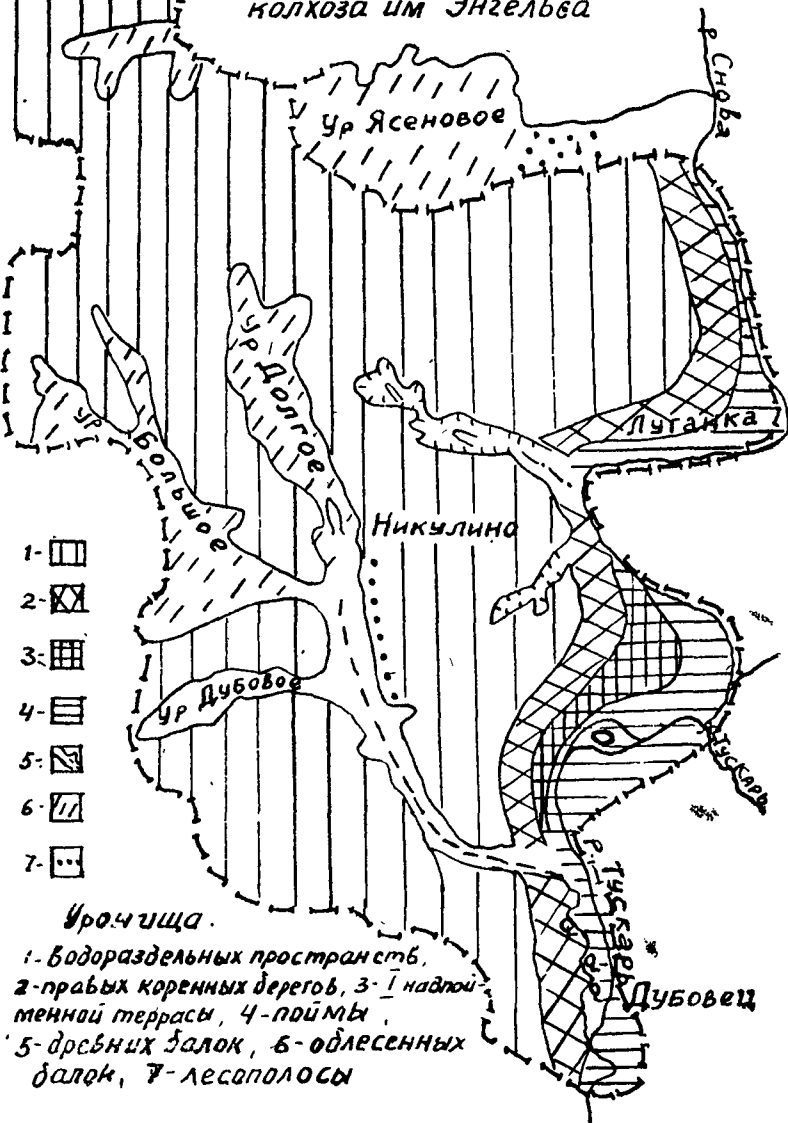 колхоза им Энгельса
р. Снова
ур Ясеновое
ур Долгое
ур Большое
Луганка
Никулино
ур Дубовое
р. Тускарь
Тускарь
Дубовец
1-
2-
3-
4-
5-
6-
7-
Урочища.
1- водораздельных пространств,
2-правых коренных берегов, 3- I надпой-
менной террасы, 4-поймы,
5-древних балок, 6-облесенных
балок, 7-лесополосы